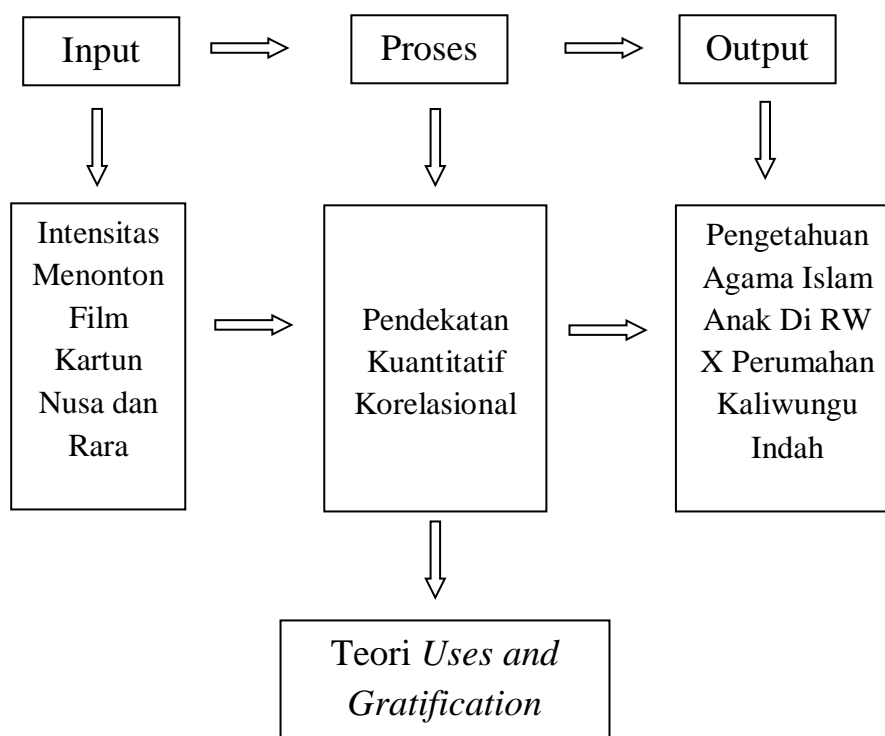 Input
Proses
Output
Intensitas
Menonton
Film
Kartun
Nusa dan
Rara
Pendekatan
Kuantitatif
Korelasional
Pengetahuan
Agama Islam
Anak Di RW
X Perumahan
Kaliwungu
Indah
Teori Uses and
Gratification